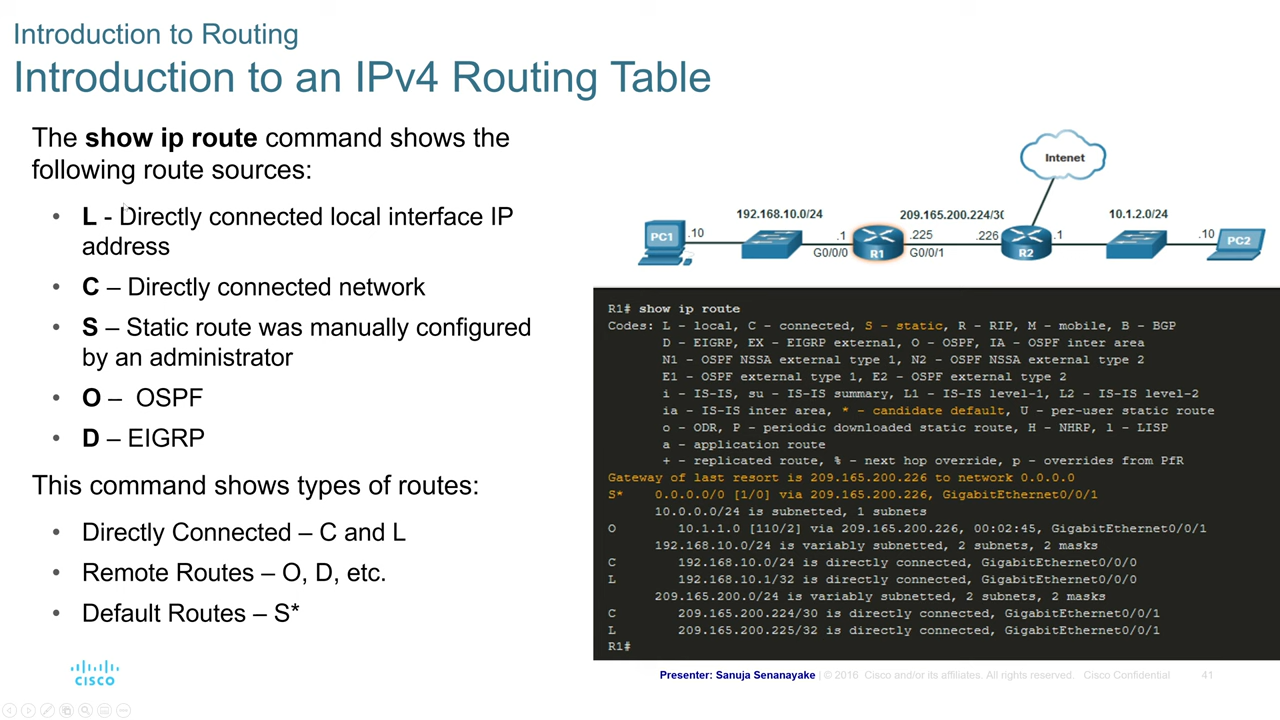 Introduction to Routing
Introduction to an IPv4 Routing Table
The show ip route command shows the
following route sources:
• L - Directly connected local interface IP
address
• C – Directly connected network
• S – Static route was manually configured
by an administrator
• O – OSPF
• D – EIGRP
This command shows types of routes:
• Directly Connected – C and L
• Remote Routes – O, D, etc.
• Default Routes – S*
Intenet
192.168.10.0/24
209.165.200.224/30
10.1.2.0/24
PC1
.10
.1
R1
.225
.226
R2
.1
.10
PC2
G0/0/0
G0/0/1
R1# show ip route
Codes: L - local, C - connected, S - static, R - RIP, M - mobile, B - BGP
D - EIGRP, EX - EIGRP external, O - OSPF, IA - OSPF inter area
N1 - OSPF NSSA external type 1, N2 - OSPF NSSA external type 2
E1 - OSPF external type 1, E2 - OSPF external type 2
i - IS-IS, su - IS-IS summary, L1 - IS-IS level-1, L2 - IS-IS level-2
ia - IS-IS inter area, * - candidate default, U - per-user static route
o - ODR, P - periodic downloaded static route, H - NHRP, l - LISP
a - application route
+ - replicated route, % - next hop override, p - overrides from PfR
Gateway of last resort is 209.165.200.226 to network 0.0.0.0
S* 0.0.0.0/0 [1/0] via 209.165.200.226, GigabitEthernet0/0/1
10.0.0.0/24 is subnetted, 1 subnets
O 10.1.1.0 [110/2] via 209.165.200.226, 00:02:45, GigabitEthernet0/0/1
192.168.10.0/24 is variably subnetted, 2 subnets, 2 masks
C 192.168.10.0/24 is directly connected, GigabitEthernet0/0/0
L 192.168.10.1/32 is directly connected, GigabitEthernet0/0/0
209.165.200.0/24 is variably subnetted, 2 subnets, 2 masks
C 209.165.200.224/30 is directly connected, GigabitEthernet0/0/1
L 209.165.200.225/32 is directly connected, GigabitEthernet0/0/1
R1#
CISCO
Presenter: Sanuja Senanayake | © 2016 Cisco and/or its affiliates. All rights reserved. Cisco Confidential 41